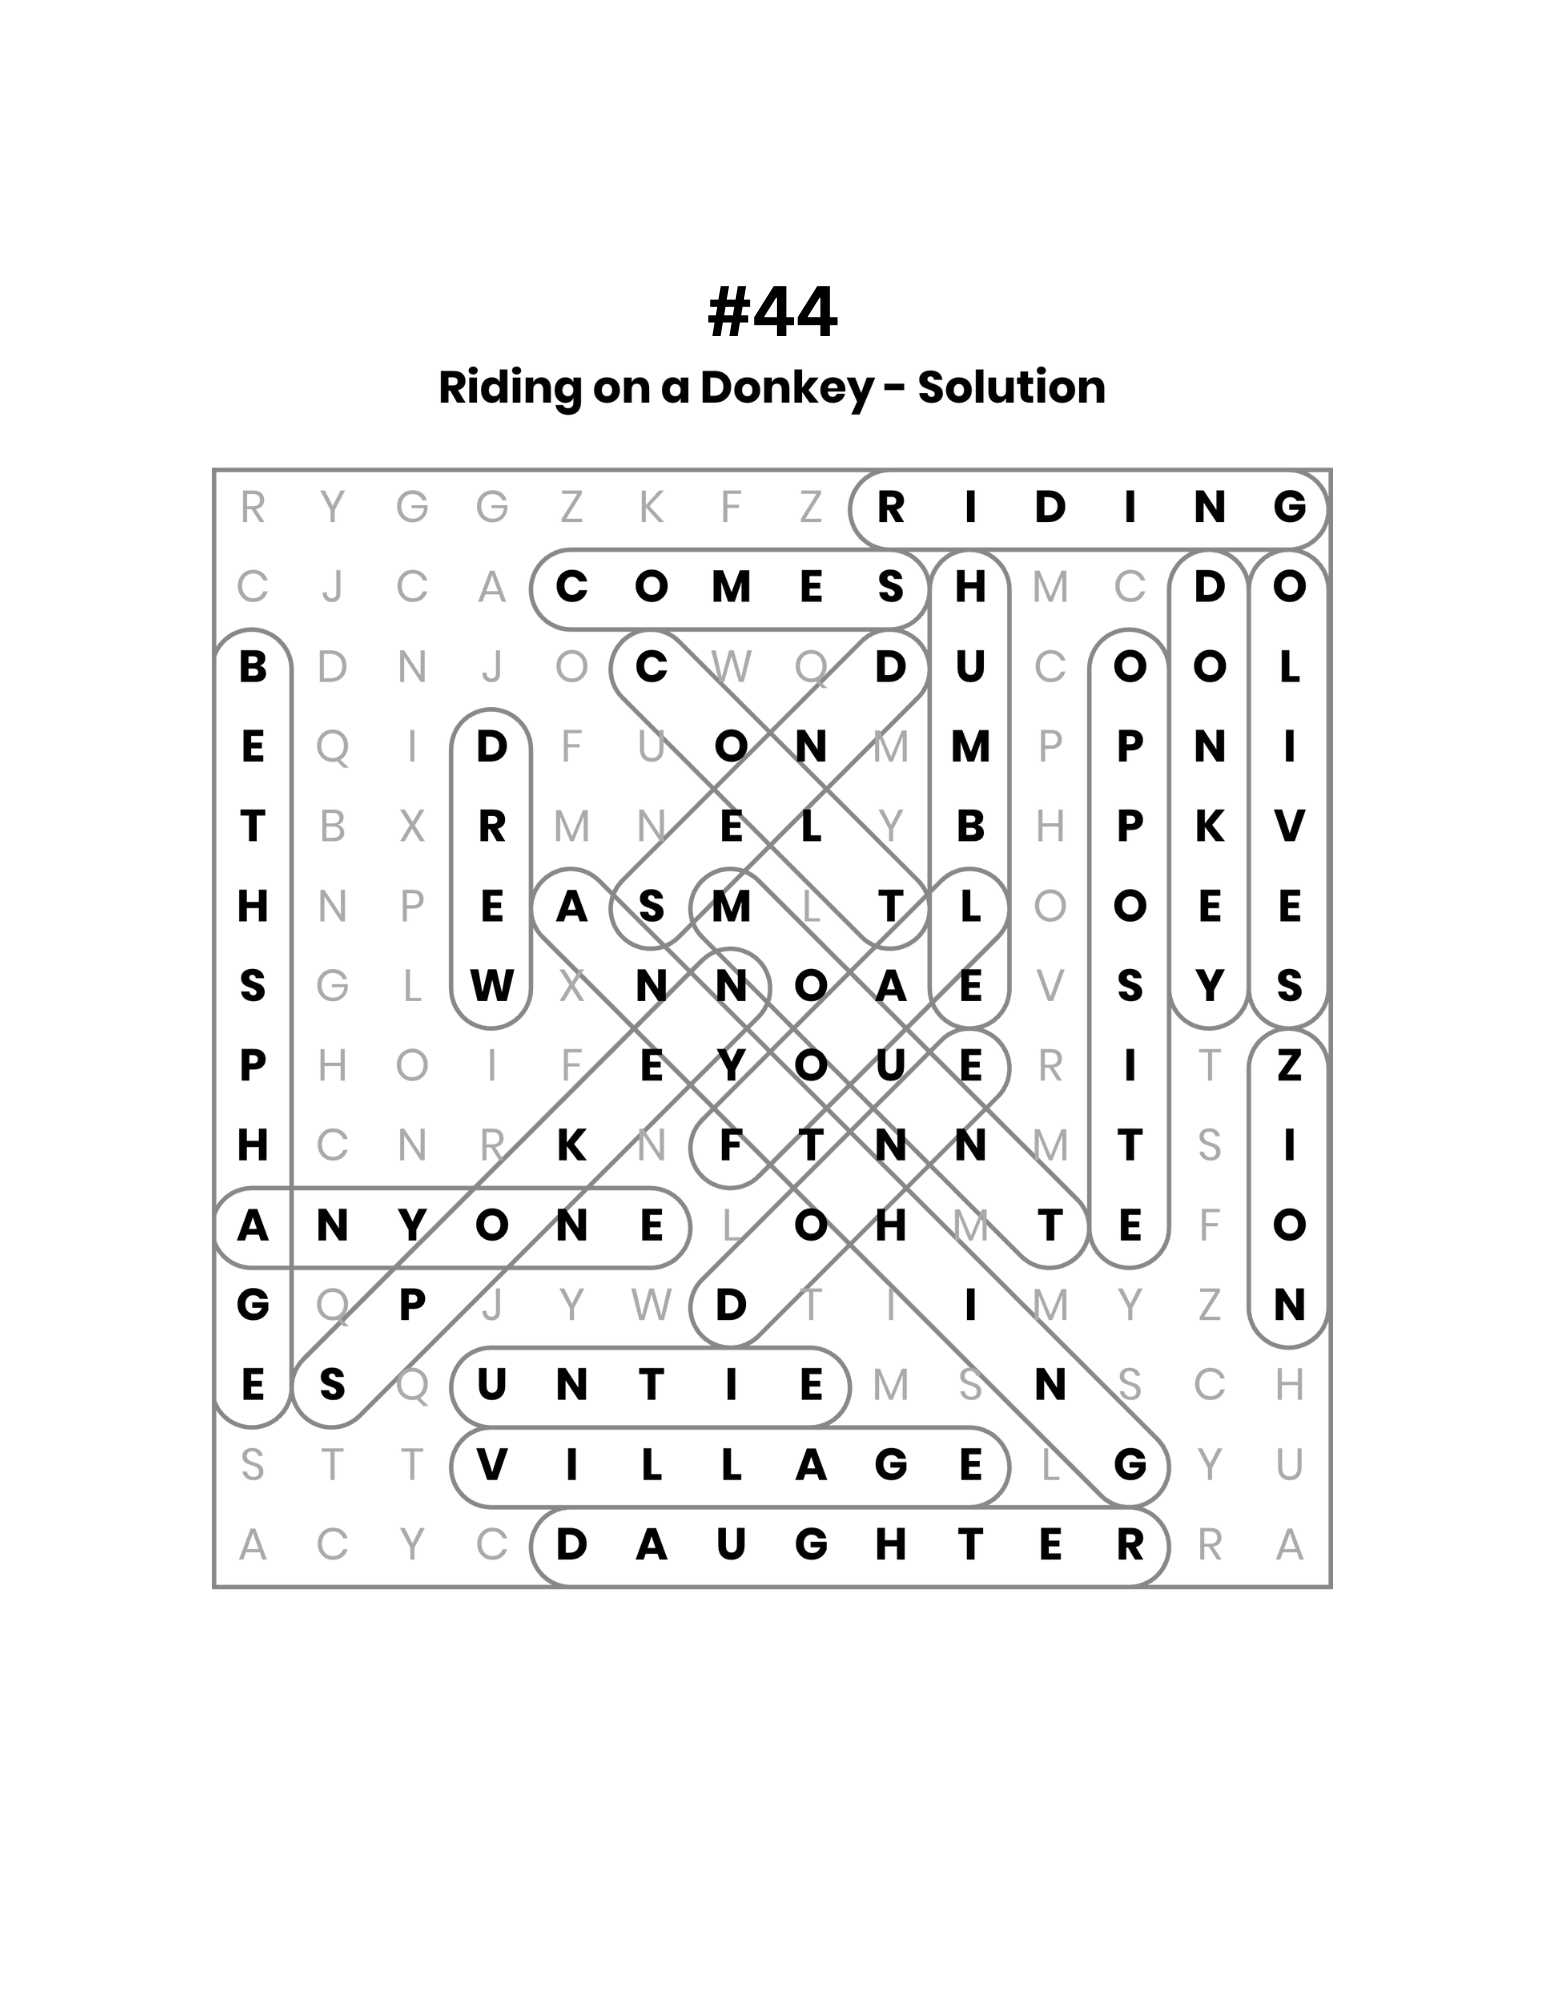 #44
Riding on a Donkey - Solution
R Y G G Z K F Z R I D I N G
C J C A C O M E S H M C D O
B D N J O C W Q D U C O O L
E Q I D F U O N M M P P N I
T B X R M N E L Y B H P K V
H N P E A S M L T L O O E E
S G L W X N N O A E V S Y S
P H O I F E Y O U E R I T Z
H C N R K N F T N N M T S I
A N Y O N E L O H M T E F O
G Q P J Y W D T I I M Y Z N
E S Q U N T I E M S N S C H
S T T V I L L A G E L G Y U
A C Y C D A U G H T E R R A